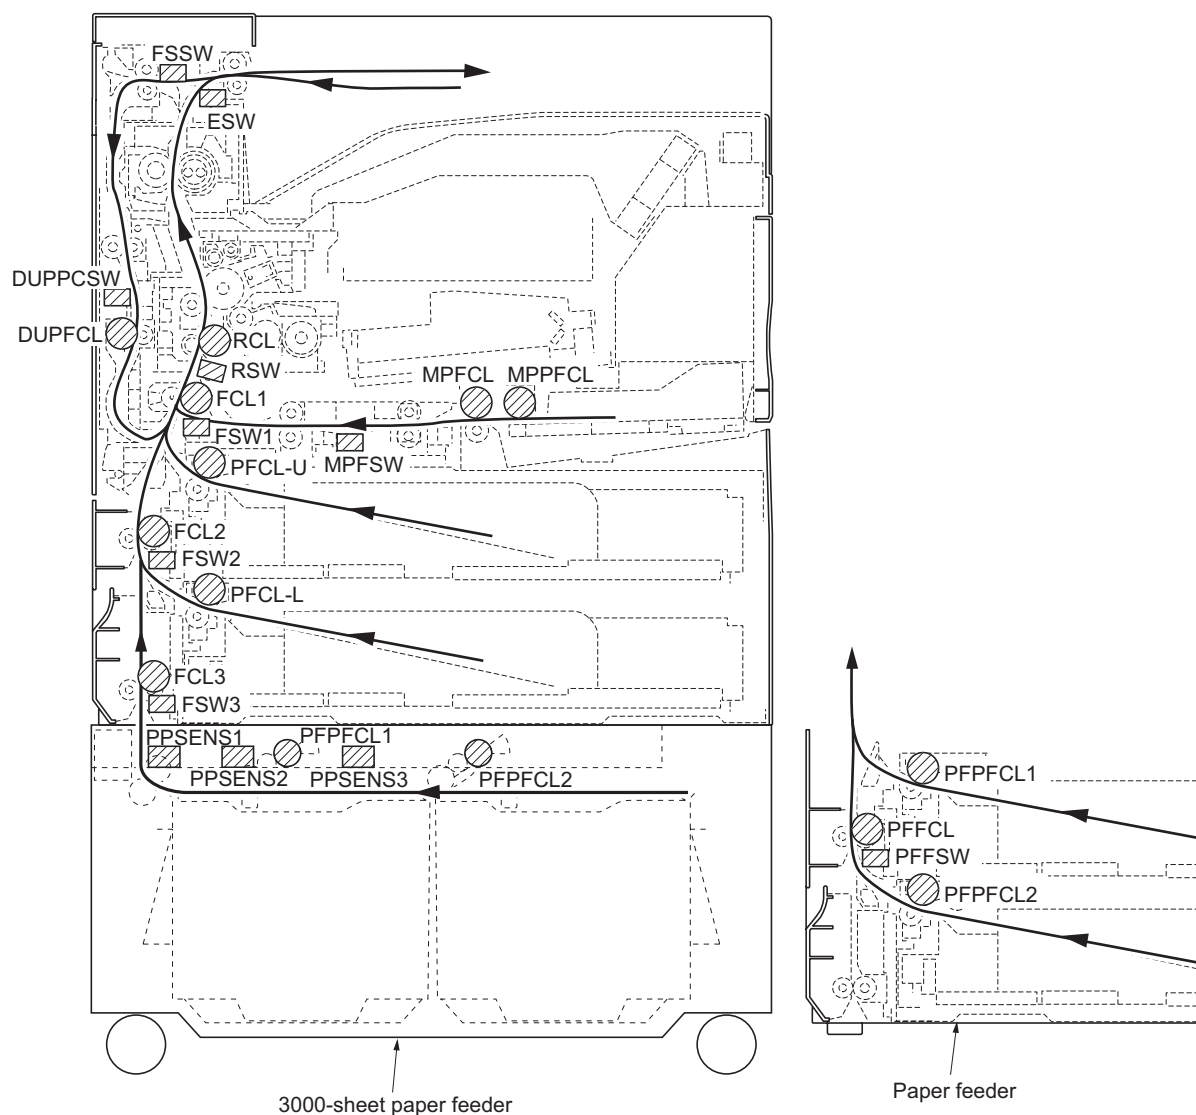 FSSW
ESW
DUPPCSW
DUPFCL
RCL
RSW
MPFCL MPPFCL
FCL1
FSW1
MPFSW
PFCL-U
FCL2
FSW2
PFCL-L
FCL3
FSW3
PPSENS1
PFPFCL1
PPSENS2
PPSENS3
PFPFCL2
3000-sheet paper feeder
PFPFCL1
PFFCL
PFFSW
PFPFCL2
Paper feeder